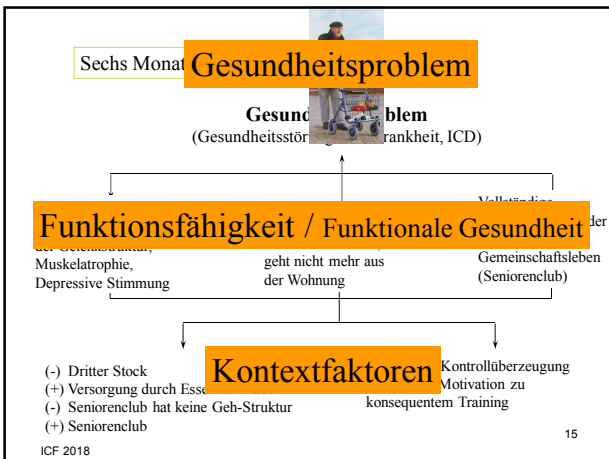 Sechs Monat
Gesundheitsproblem
(Gesundheitsstör rankheit, ICD)
Funktionsfähigkeit / Funktionale Gesundheit
der Gelenkstruktur,
Muskelatrophie,
Depressive Stimmung
geht nicht mehr aus
der Wohnung
der
Gemeinschaftsleben
(Seniorenclub)
Kontextfaktoren
(-) Dritter Stock
(+) Versorgung durch Esse
(-) Seniorenclub hat keine Geh-Struktur
(+) Seniorenclub
Kontrollüberzeugung
Motivation zu
konsequentem Training
15
ICF 2018